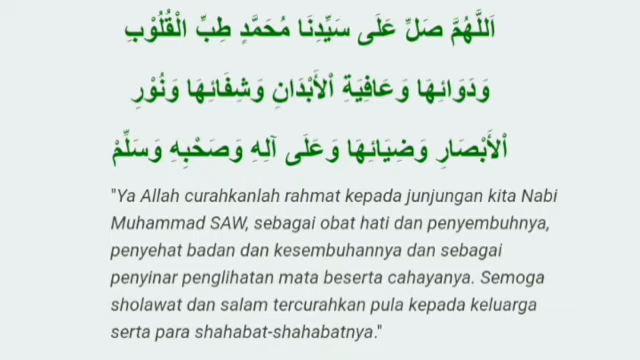 اَللَّهُمَّ صَلِّ عَلَى سَيِّدِنَا مُحَمَّدٍ طِبِّ الْقُلُوْبِ
وَدَوَائِهَا وَعَافِيَةِ اْلأَبْدَانِ وَشِفَائِهَا وَنُوْرِ
اْلأَبْصَارِ وَضِيَائِهَا وَعَلَى آلِهِ وَصَحْبِهِ وَسَلِّمْ
"Ya Allah curahkanlah rahmat kepada junjungan kita Nabi
Muhammad SAW, sebagai obat hati dan penyembuhnya,
penyehat badan dan kesembuhannya dan sebagai
penyinar penglihatan mata beserta cahayanya. Semoga
sholawat dan salam tercurahkan pula kepada keluarga
serta para shahabat-shahabatnya."